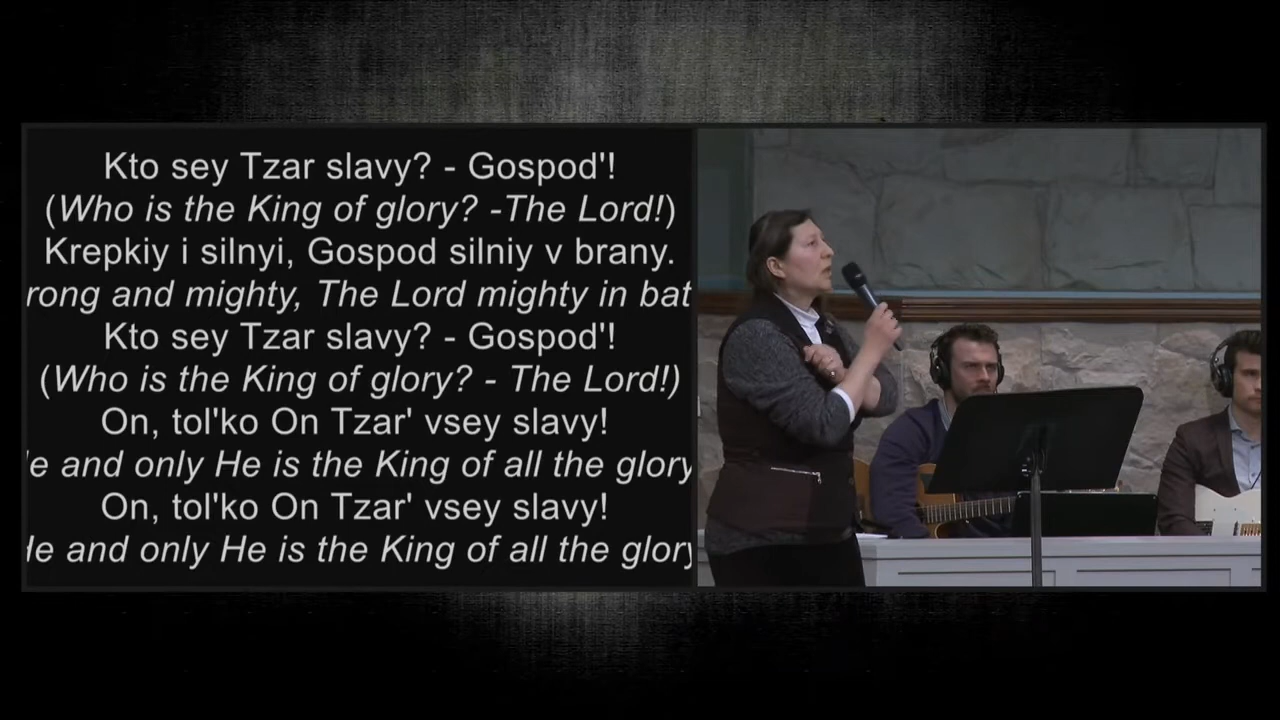 Kto sey Tzar slavy? - Gospod'!
(Who is the King of glory? -The Lord!)
Krepkiy i silnyi, Gospod silniy v brany.
rong and mighty, The Lord mighty in bat
Kto sey Tzar slavy? - Gospod'!
(Who is the King of glory? - The Lord!)
On, tol'ko On Tzar' vsey slavy!
e and only He is the King of all the glory
On, tol'ko On Tzar' vsey slavy!
e and only He is the King of all the glory